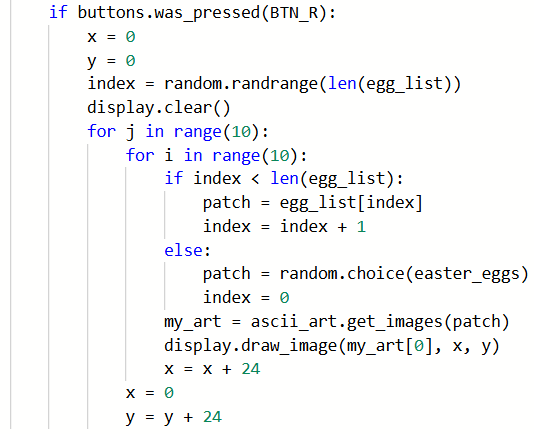 if buttons.was_pressed(BTN_R):
x = 0
y = 0
index = random.randrange(len(egg_list))
display.clear()
for j in range(10):
for i in range(10):
if index < len(egg_list):
patch = egg_list[index]
index = index + 1
else:
patch = random.choice(easter_eggs)
index = 0
my_art = ascii_art.get_images(patch)
display.draw_image(my_art[0], x, y)
x = x + 24
x = 0
y = y + 24